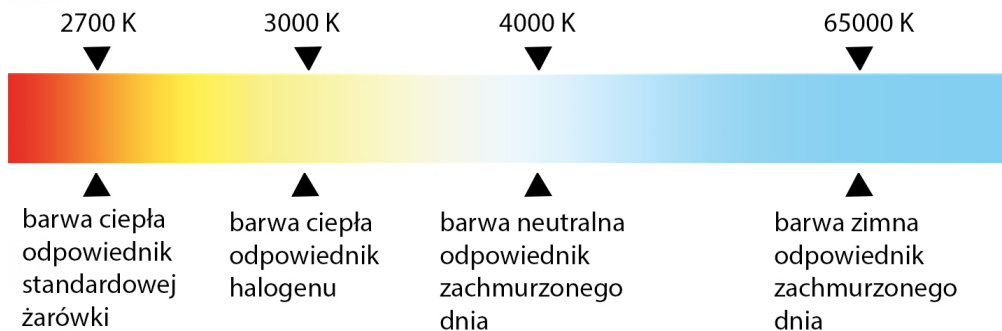 2700 K
3000 K
4000 K
65000 K
barwa ciepła
odpowiednik
standardowej
żarówki
barwa ciepła
odpowiednik
halogenu
barwa neutralna
odpowiednik
zachmurzonego
dnia
barwa zimna
odpowiednik
zachmurzonego
dnia